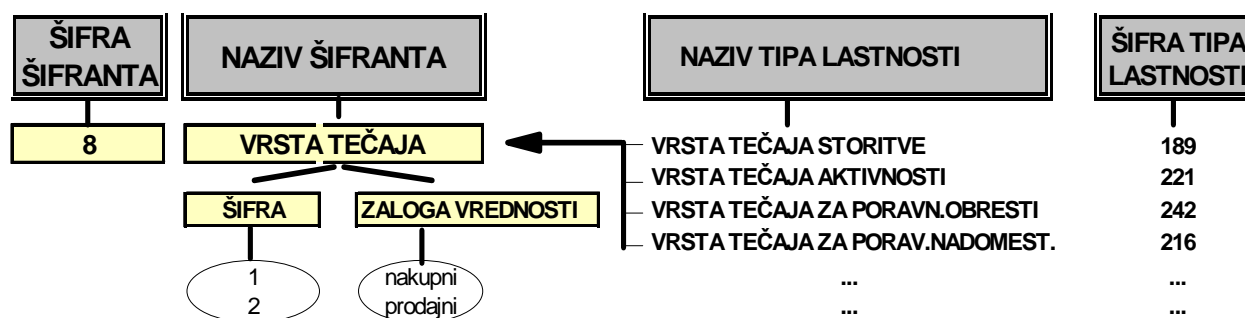 ŠIFRA ŠIFRANTA
NAZIV ŠIFRANTA
NAZIV TIPA LASTNOSTI
ŠIFRA TIPA LASTNOSTI
8
VRSTA TEČAJA
VRSTA TEČAJA STORITVE 189
VRSTA TEČAJA AKTIVNOSTI 221
VRSTA TEČAJA ZA PORAVN.OBRESTI 242
VRSTA TEČAJA ZA PORAV.NADOMEST. 216
... ...
... ...
ŠIFRA
ZALOGA VREDNOSTI
1
2
nakupni
prodajni